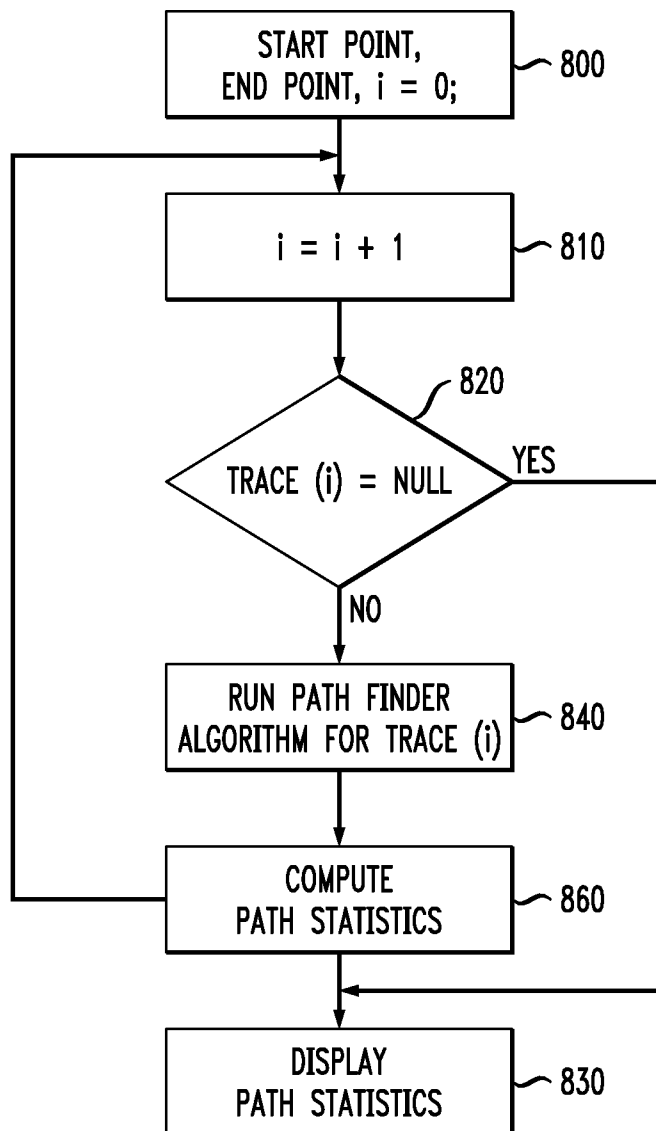 START POINT,
END POINT, i = 0;
800
i = i + 1
810
820
TRACE (i) = NULL
YES
NO
RUN PATH FINDER
ALGORITHM FOR TRACE (i)
840
COMPUTE
PATH STATISTICS
860
DISPLAY
PATH STATISTICS
830